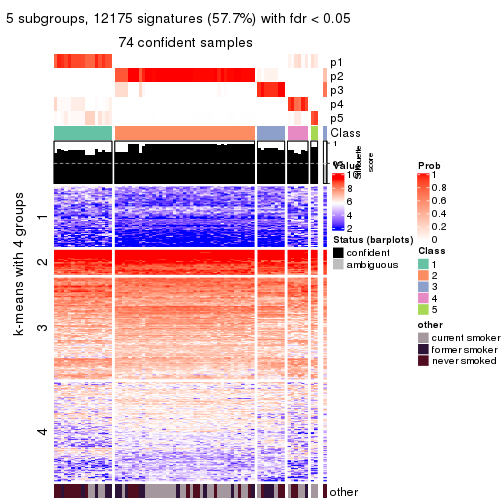 5 subgroups, 12175 signatures (57.7%) with fdr < 0.05
74 confident samples
p1
p2
p3
p4
p5
Class
1
0.5
0
Silhouette
score
k-means with 4 groups
1
2
3
4
other
Value
10
8
6
4
2
Status (barplots)
confident
ambiguous
Prob
1
0.8
0.6
0.4
0.2
0
Class
1
2
3
4
5
other
current smoker
former smoker
never smoked